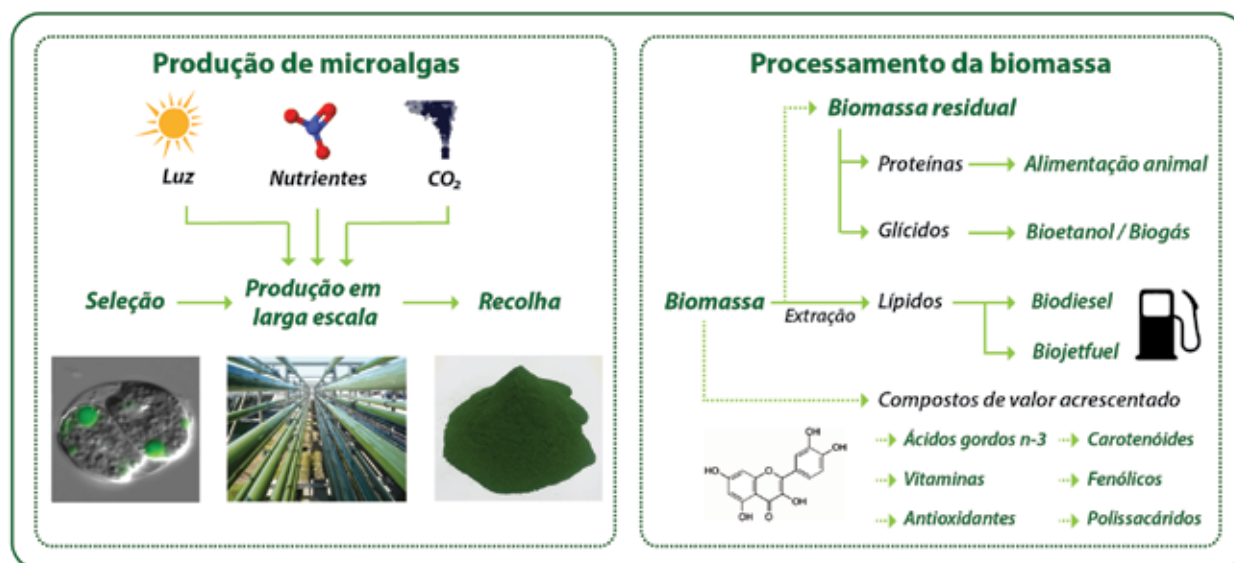 Produção de microalgas
Luz
Nutrientes
CO₂
Seleção
Produção em
larga escala
Recolha
Processamento da biomassa
Biomassa residual
Proteínas
Alimentação animal
Glícidos
Bioetanol / Biogás
Biomassa
Extração
Lípidos
Biodiesel
Biojetfuel
Compostos de valor acrescentado
Ácidos gordos n-3
Carotenóides
Vitaminas
Fenólicos
Antioxidantes
Polissacáridos
OH
OH
HO
O
OH
OH
O